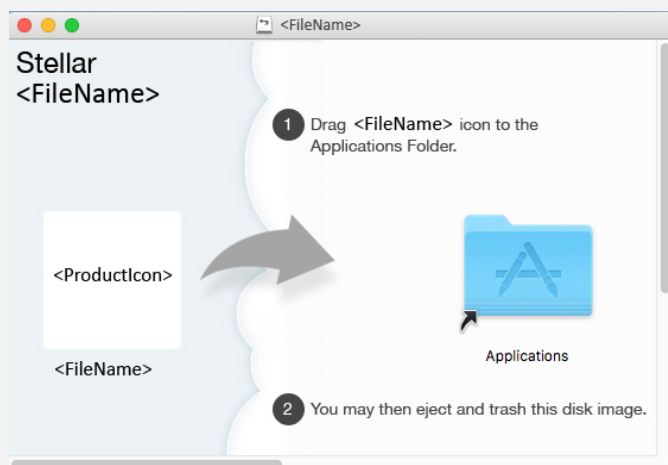 <FileName>
Stellar
<FileName>
1 Drag <FileName> icon to the
Applications Folder.
<ProductIcon>
<FileName>
Applications
2 You may then eject and trash this disk image.